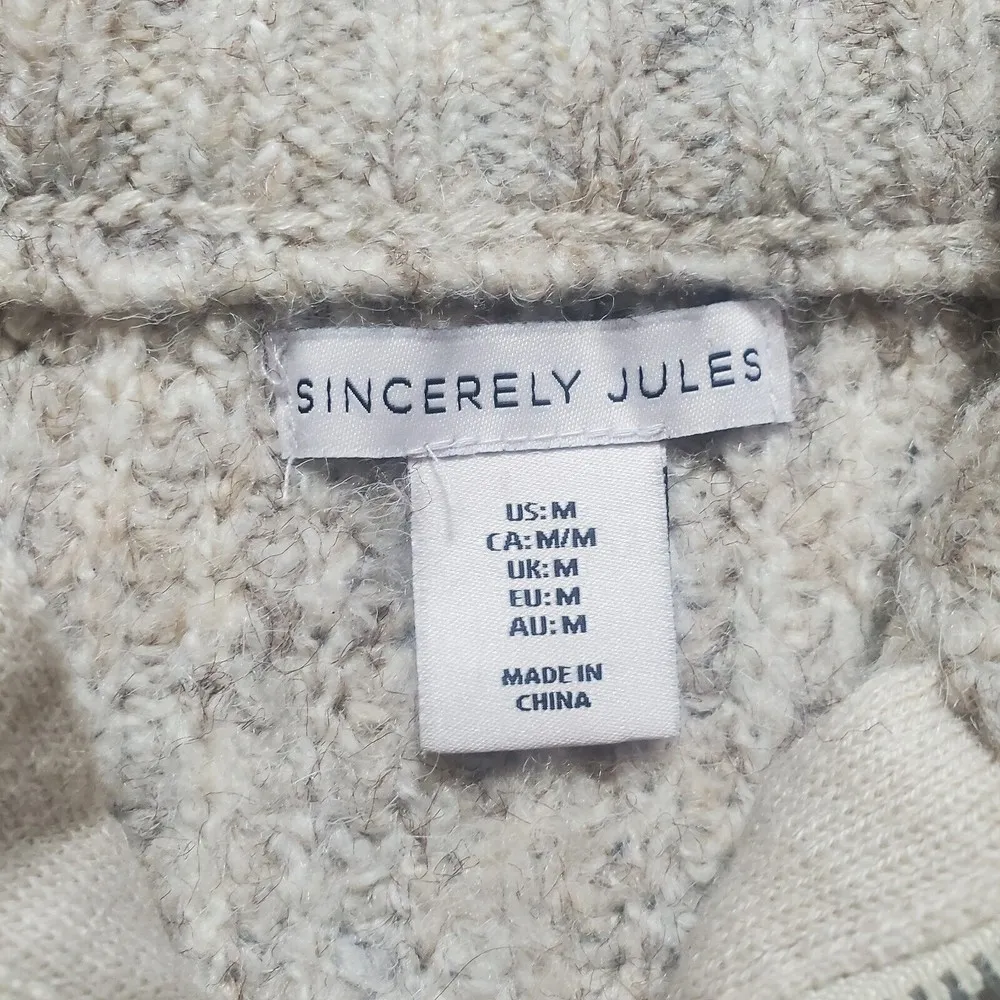 SINCERELY JULES
US: M
CA: M/M
UK: M
EU: M
AU: M
MADE IN
CHINA